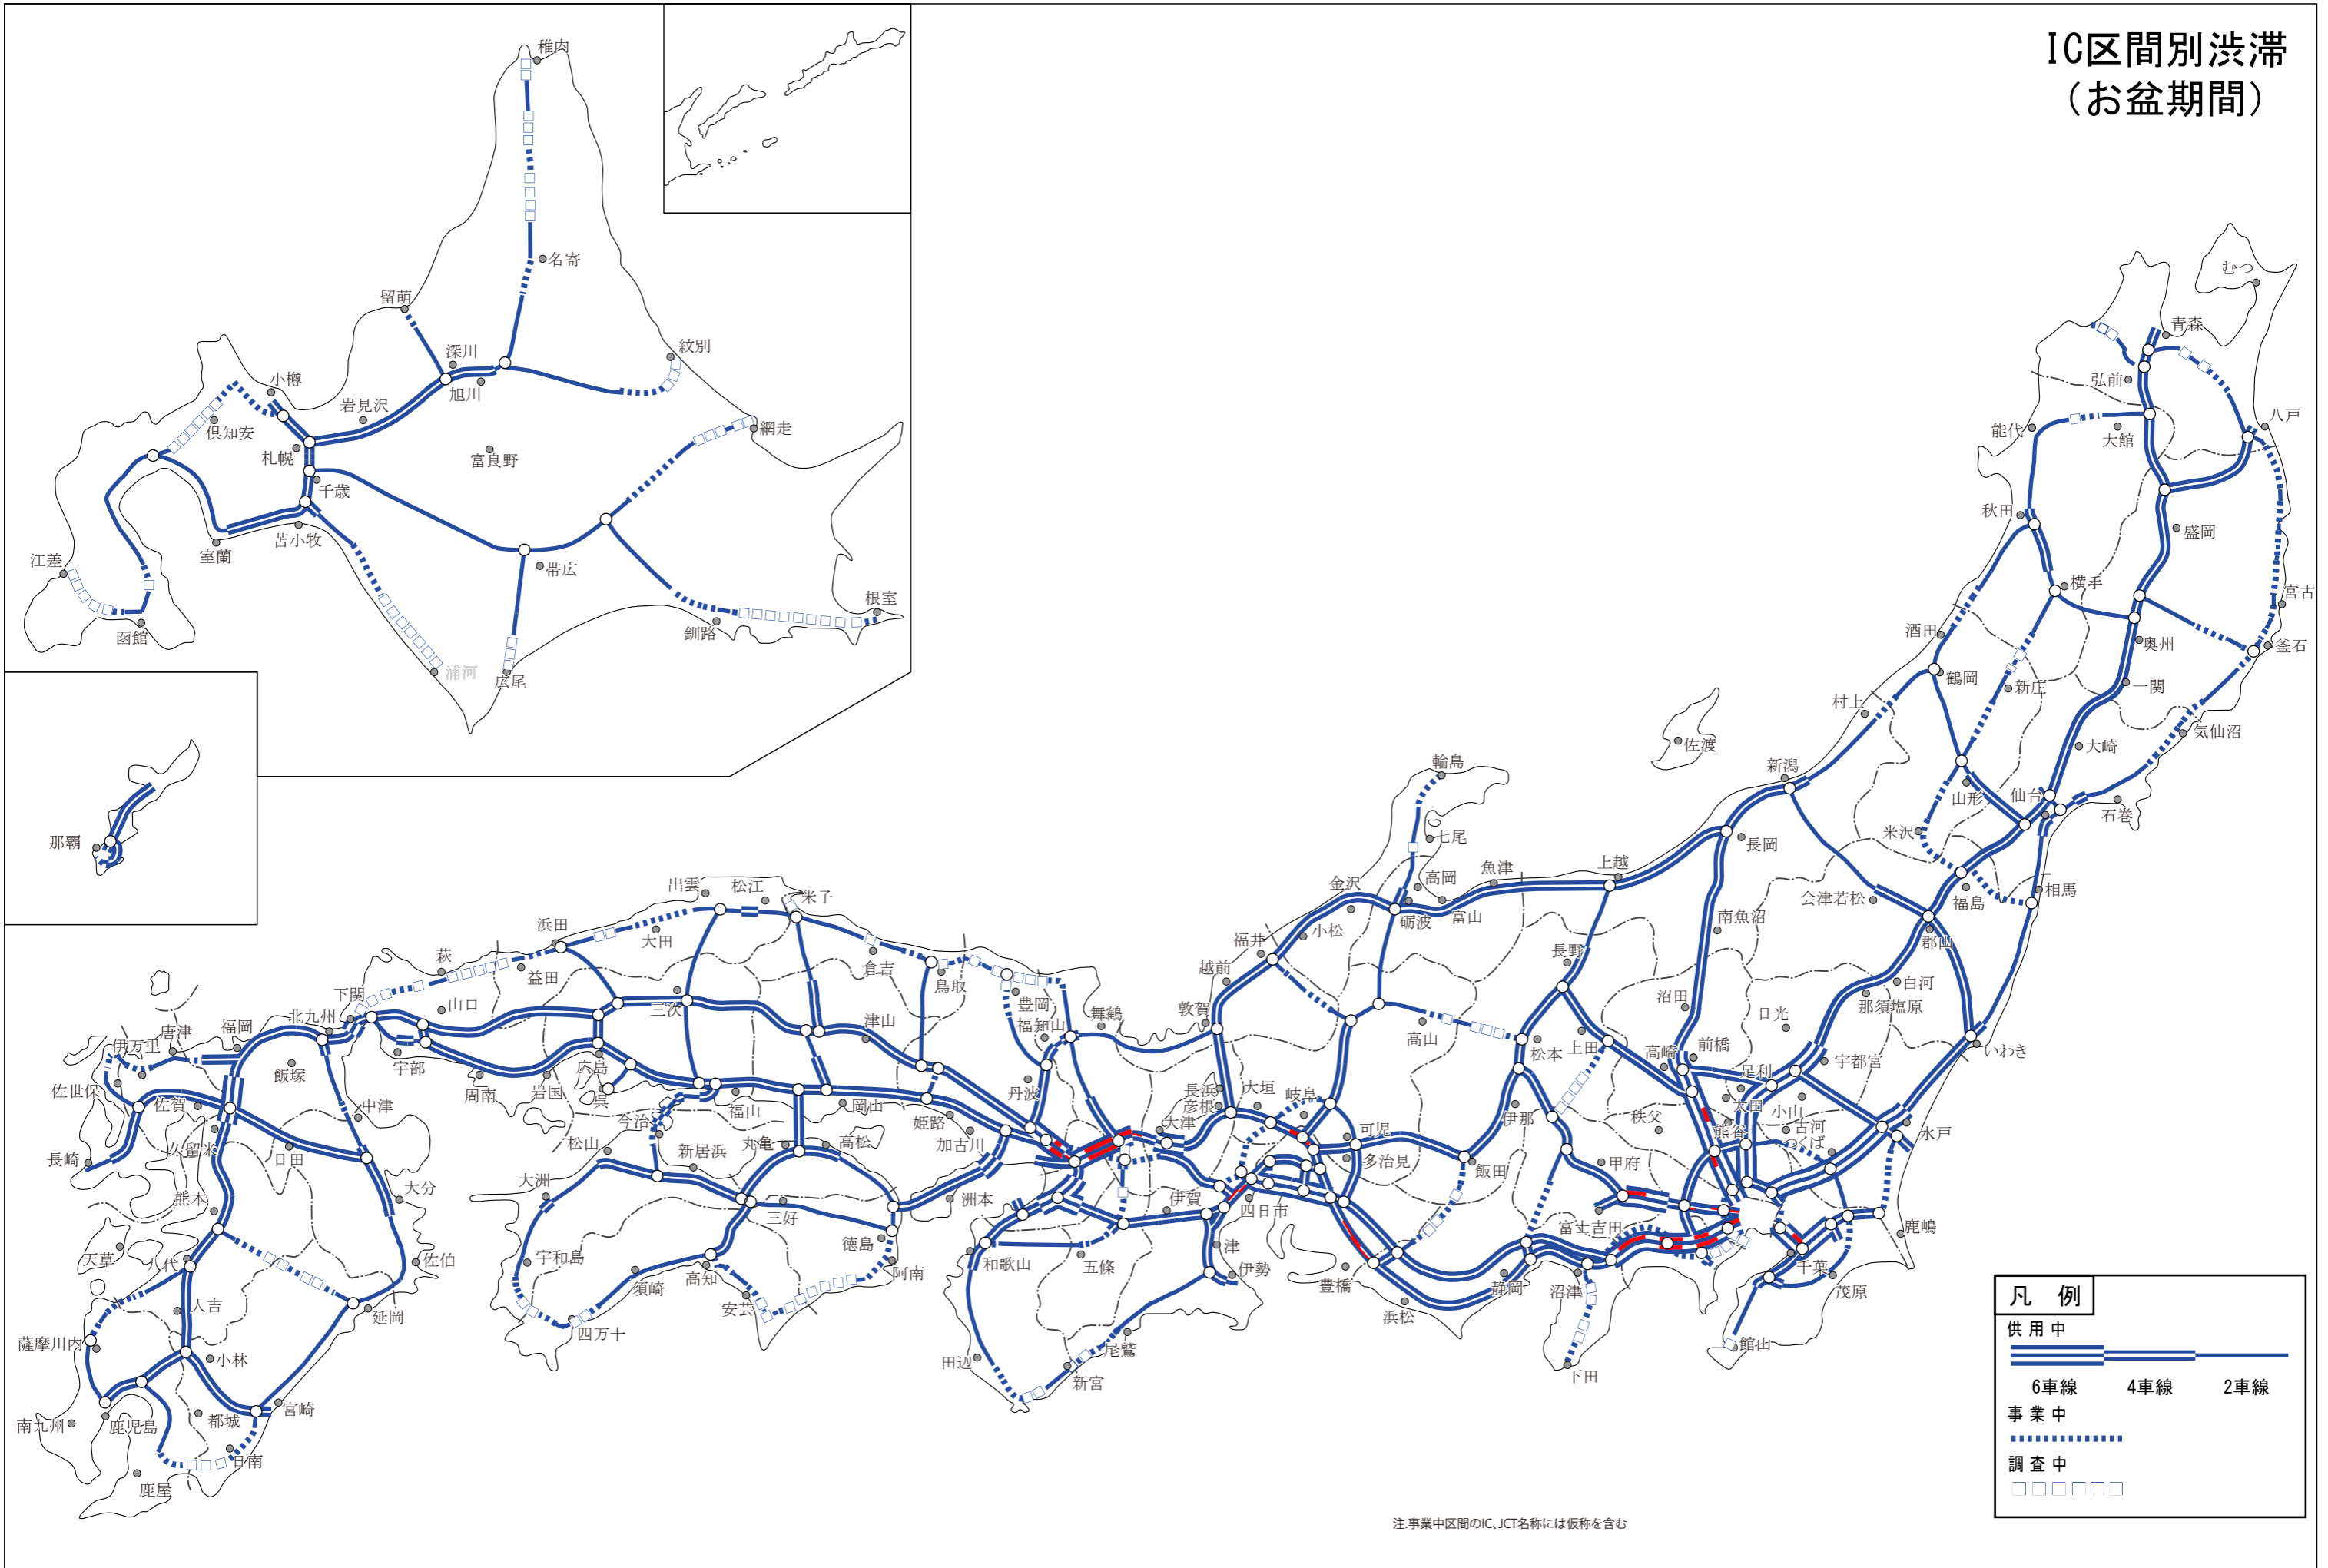 IC区間別渋滞
（お盆期間）
稚内
名寄
留萌
深川
旭川
紋別
小樽
岩見沢
倶知安
札幌
富良野
網走
千歳
苫小牧
室蘭
江差
函館
帯広
釧路
根室
浦河
広尾
那覇
むつ
青森
弘前
八戸
能代
大館
秋田
盛岡
横手
宮古
酒田
奥州
釜石
鶴岡
新庄
一関
村上
気仙沼
大崎
佐渡
新潟
山形
仙台
石巻
米沢
長岡
相馬
福島
会津若松
輪島
七尾
魚津
上越
高岡
金沢
砺波
富山
南魚沼
郡山
小松
福井
長野
越前
白河
那須塩原
沼田
日光
敦賀
高山
松本
上田
高崎
前橋
宇都宮
いわき
足利
太田
小山
古河
つくば
熊谷
秩父
水戸
伊那
甲府
飯田
可児
多治見
岐阜
大垣
長浜
彦根
大津
伊賀
四日市
津
伊勢
豊橋
浜松
静岡
沼津
富士吉田
下田
千葉
茂原
鹿嶋
館山
出雲
松江
米子
浜田
大田
倉吉
鳥取
豊岡
福知山
舞鶴
萩
益田
下関
山口
三次
津山
北九州
福岡
唐津
伊万里
飯塚
宇部
広島
佐世保
佐賀
周南
岩国
呉
福山
岡山
丹波
中津
今治
姫路
加古川
久留米
日田
松山
新居浜
丸亀
高松
長崎
大分
大洲
洲本
熊本
三好
徳島
天草
八代
佐伯
宇和島
高知
須崎
阿南
和歌山
五條
人吉
延岡
安芸
四万十
薩摩川内
小林
田辺
新宮
尾鷲
南九州
鹿児島
都城
宮崎
日南
鹿屋
凡 例
供用中
6車線 4車線 2車線
事業中
調査中
注.事業中区間のIC、JCT名称には仮称を含む